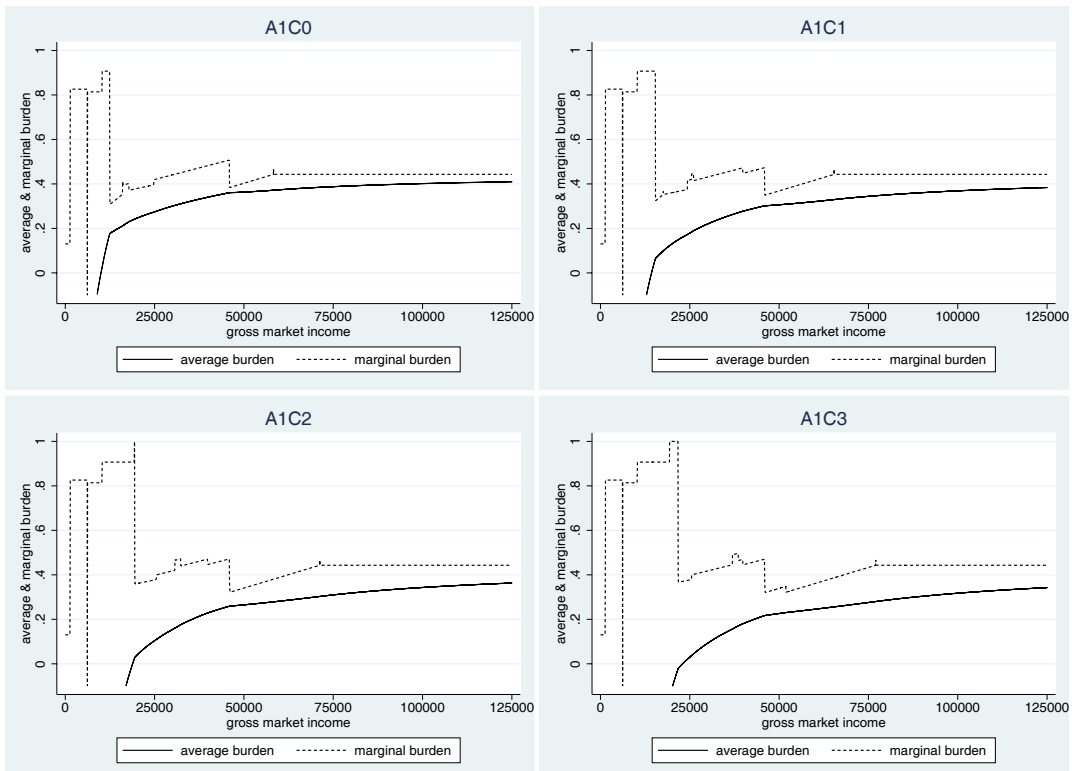 A1C0
average & marginal burden
1
.8
.6
.4
.2
0
0 25000 50000 75000 100000 125000
gross market income
average burden marginal burden
A1C1
average & marginal burden
1
.8
.6
.4
.2
0
0 25000 50000 75000 100000 125000
gross market income
average burden marginal burden
A1C2
average & marginal burden
1
.8
.6
.4
.2
0
0 25000 50000 75000 100000 125000
gross market income
average burden marginal burden
A1C3
average & marginal burden
1
.8
.6
.4
.2
0
0 25000 50000 75000 100000 125000
gross market income
average burden marginal burden